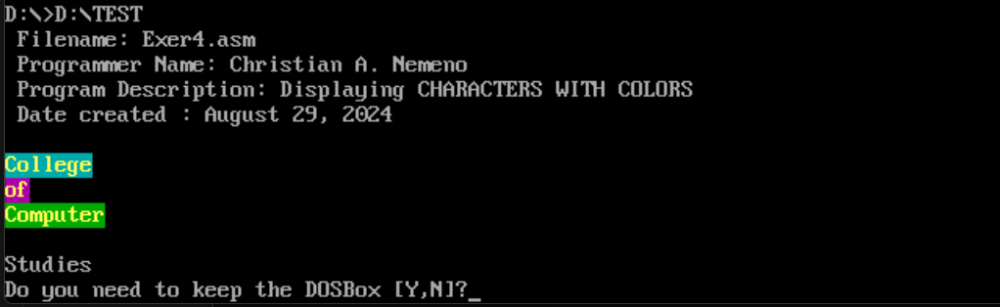 D:\>D:\TEST
Filename: Exer4.asm
Programmer Name: Christian A. Nemeno
Program Description: Displaying CHARACTERS WITH COLORS
Date created : August 29, 2024
College
of
Computer
Studies
Do you need to keep the DOSBox [Y,N]?_